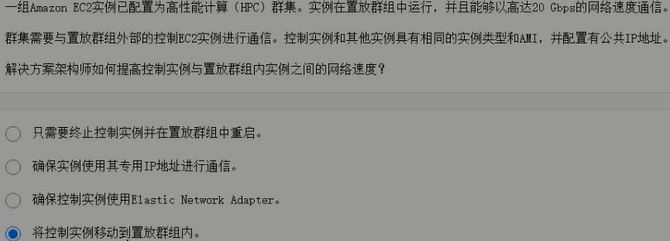 一组Amazon EC2实例已配置为高性能计算（HPC）群集。实例在置放群组中运行，并且能够以高达20 Gbps的网络速度通信。
群集需要与置放群组外部的控制EC2实例进行通信。控制实例和其他实例具有相同的实例类型和AMI，并配置有公共IP地址。
解决方案架构师如何提高控制实例与置放群组内实例之间的网络速度？
只需要终止控制实例并在置放群组中重启。
确保实例使用其专用IP地址进行通信。
确保控制实例使用Elastic Network Adapter。
将控制实例移动到置放群组内。